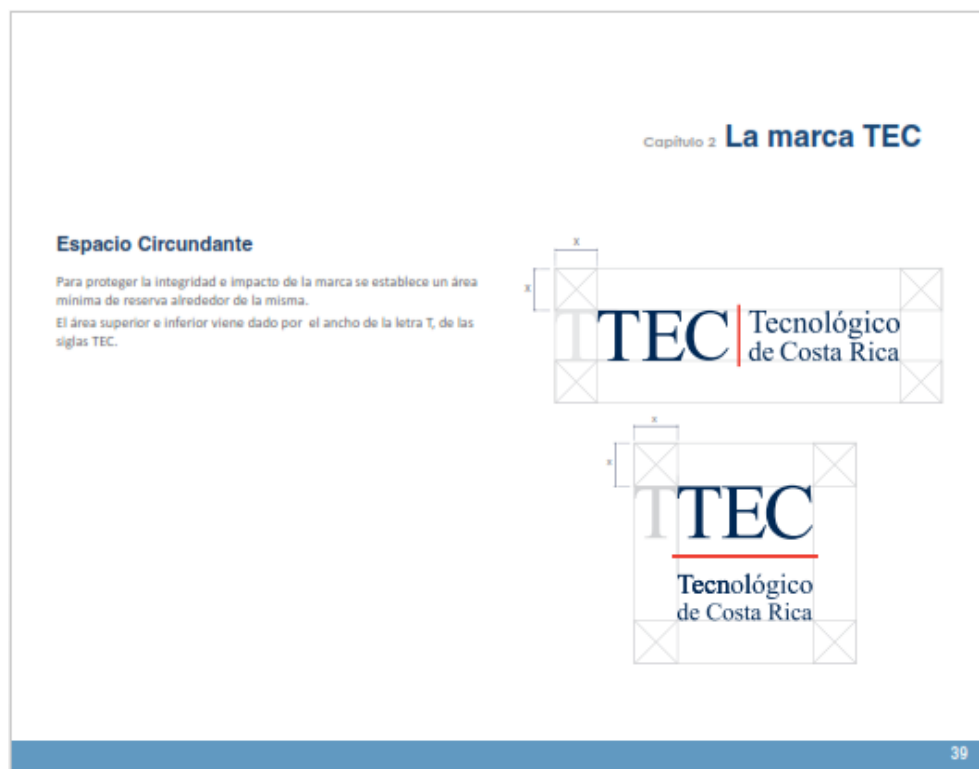 Capítulo 2 La marca TEC
Espacio Circundante
Para proteger la integridad e impacto de la marca se establece un área
mínima de reserva alrededor de la misma.
El área superior e inferior viene dado por el ancho de la letra T, de las
siglas TEC.
x
x
T TEC Tecnológico
de Costa Rica
x
x
T TEC
Tecnológico
de Costa Rica
39